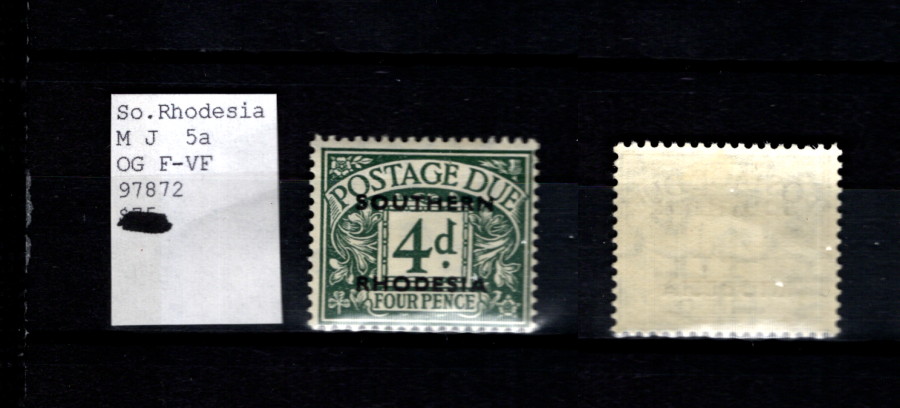 So.Rhodesia
M J 5a
OG F-VF
97872
POSTAGE DUE
SOUTHERN
4d.
RHODESIA
FOUR PENCE